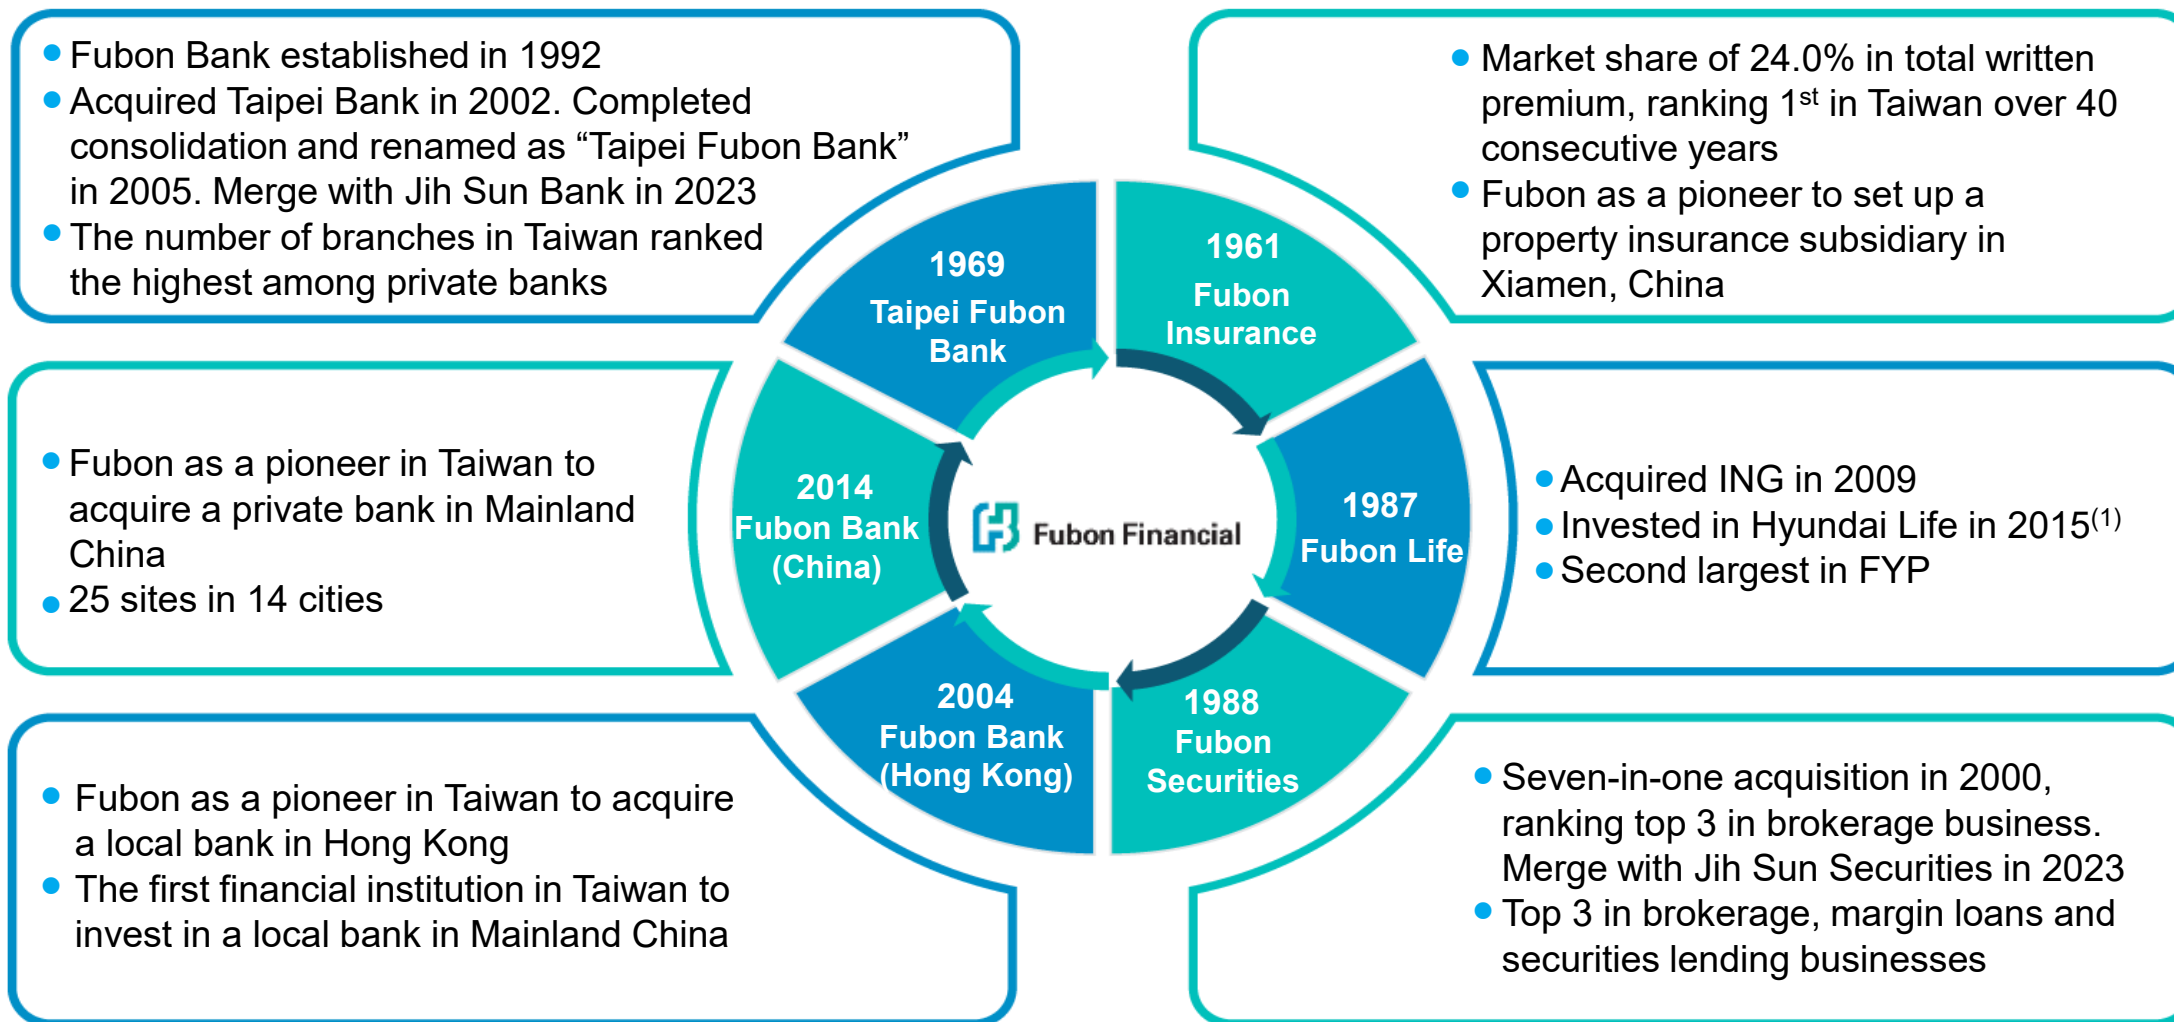 ● Fubon Bank established in 1992
● Acquired Taipei Bank in 2002. Completed
consolidation and renamed as “Taipei Fubon Bank”
in 2005. Merge with Jih Sun Bank in 2023
● The number of branches in Taiwan ranked
the highest among private banks
● Market share of 24.0% in total written
premium, ranking 1st in Taiwan over 40
consecutive years
● Fubon as a pioneer to set up a
property insurance subsidiary in
Xiamen, China
1969
Taipei Fubon
Bank
1961
Fubon
Insurance
● Fubon as a pioneer in Taiwan to
acquire a private bank in Mainland
China
● 25 sites in 14 cities
2014
Fubon Bank
(China)
Fubon Financial
1987
Fubon Life
● Acquired ING in 2009
● Invested in Hyundai Life in 2015(1)
● Second largest in FYP
2004
Fubon Bank
(Hong Kong)
1988
Fubon
Securities
● Fubon as a pioneer in Taiwan to acquire
a local bank in Hong Kong
● The first financial institution in Taiwan to
invest in a local bank in Mainland China
● Seven-in-one acquisition in 2000,
ranking top 3 in brokerage business.
Merge with Jih Sun Securities in 2023
● Top 3 in brokerage, margin loans and
securities lending businesses